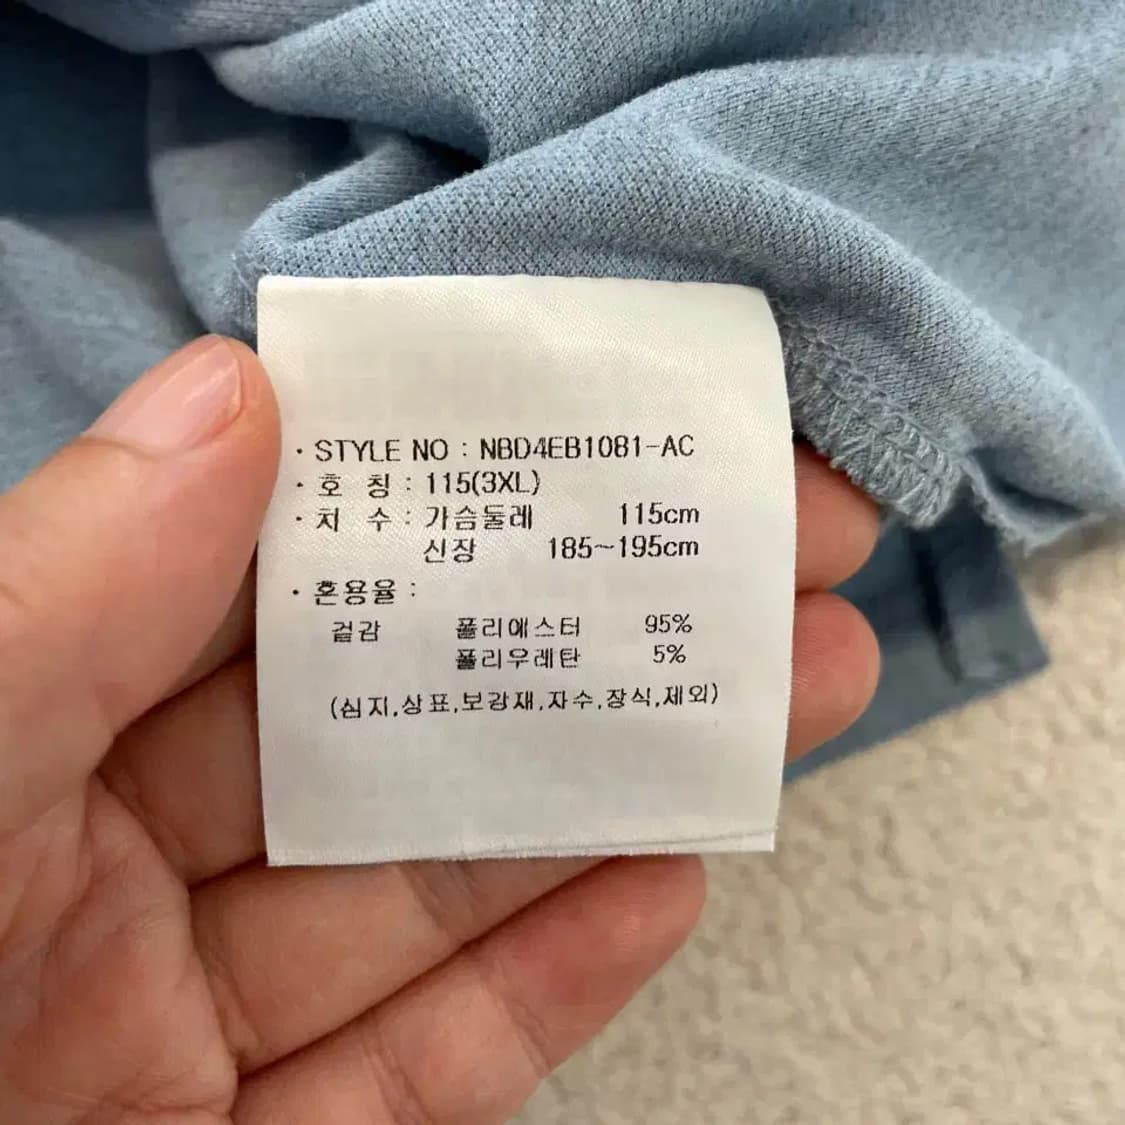 · STYLE NO : NBD4EB1081-AC
· 호 칭 : 115(3XL)
· 치 수 : 가슴둘레 115cm
신장 185~195cm
· 혼용율 :
겉감 폴리에스터 95%
폴리우레탄 5%
(심지,상표,보강재,자수,장식,제외)